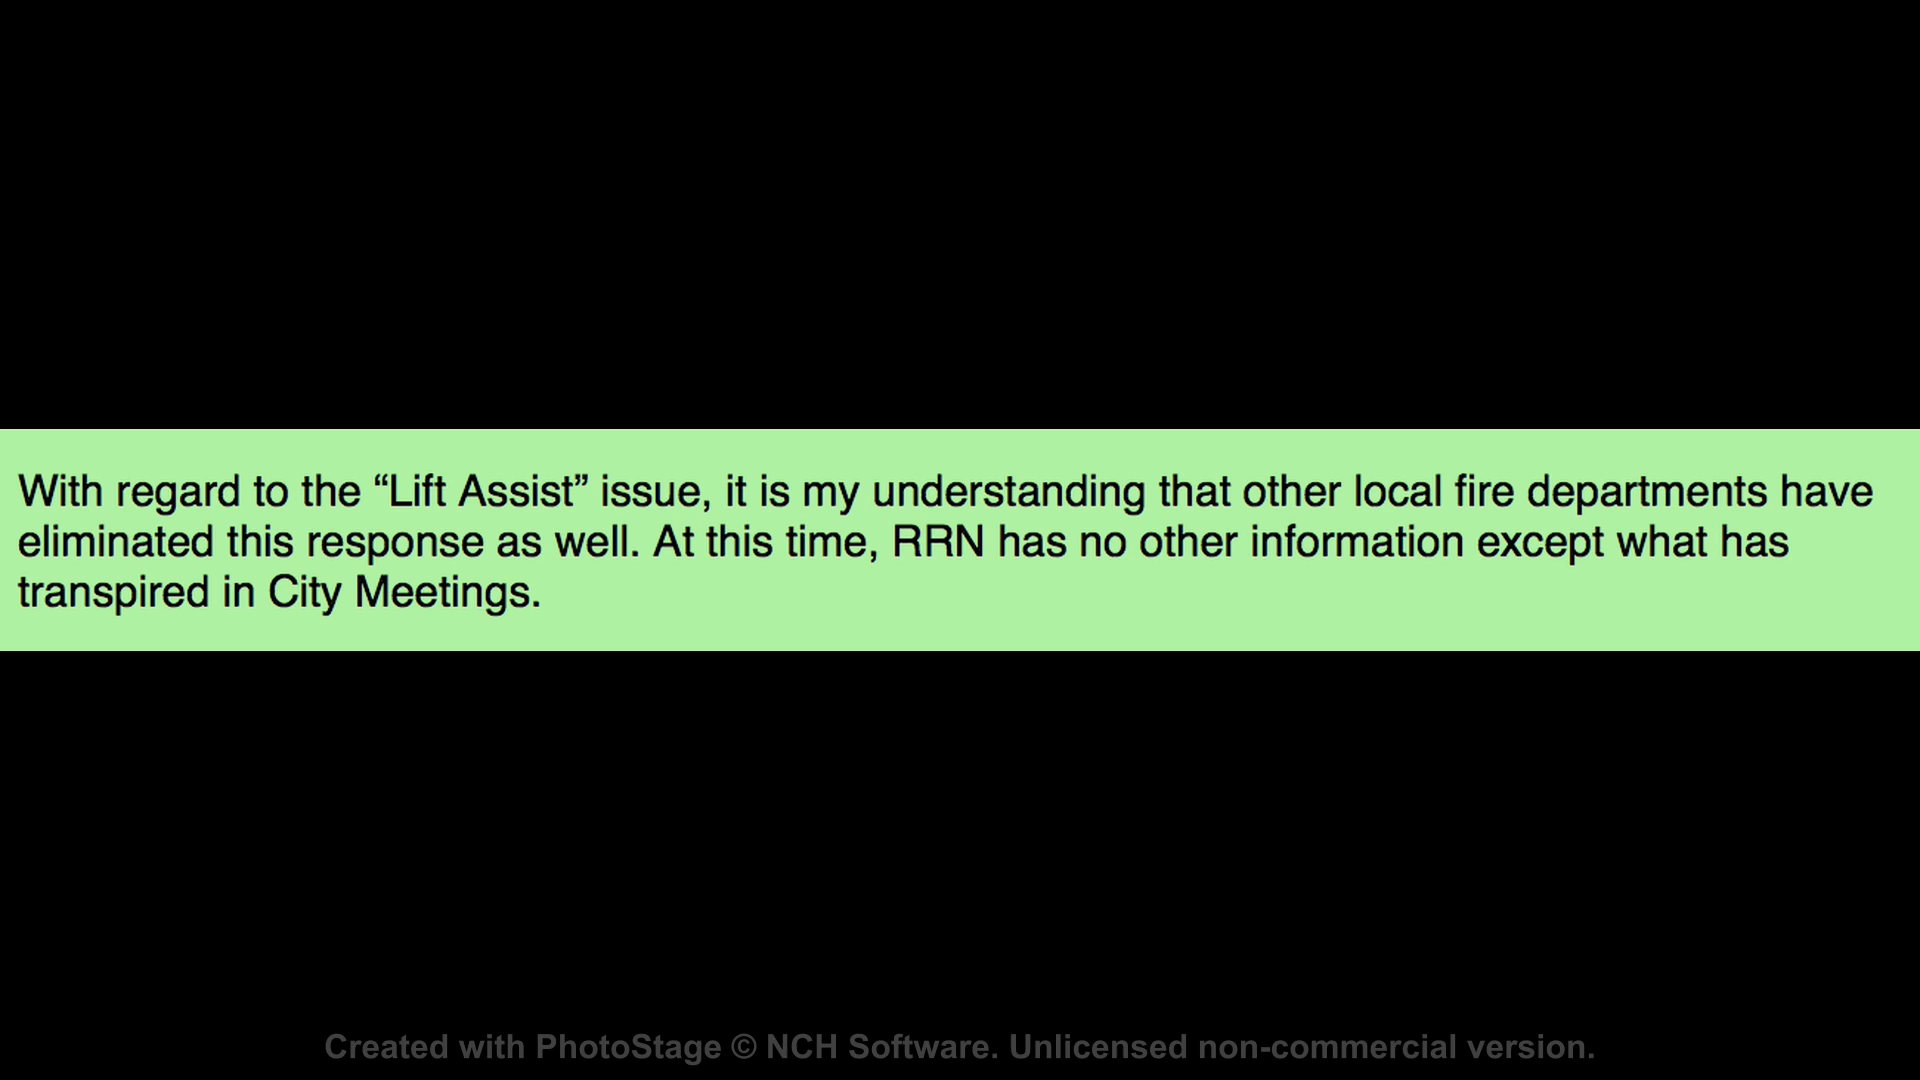 With regard to the “Lift Assist” issue, it is my understanding that other local fire departments have
eliminated this response as well. At this time, RRN has no other information except what has
transpired in City Meetings.
Created with PhotoStage © NCH Software. Unlicensed non-commercial version.